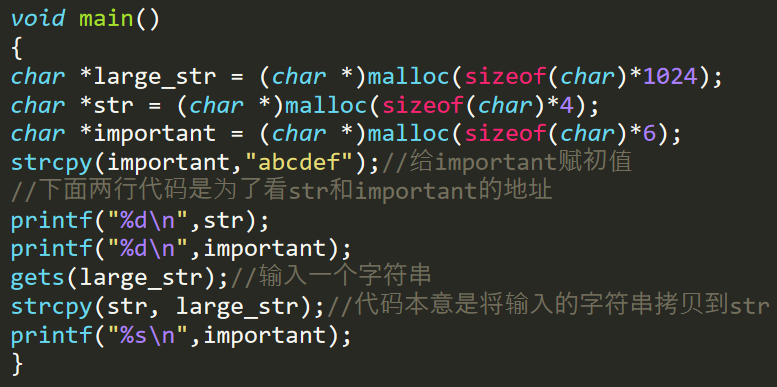 void main()
{
char *large_str = (char *)malloc(sizeof(char)*1024);
char *str = (char *)malloc(sizeof(char)*4);
char *important = (char *)malloc(sizeof(char)*6);
strcpy(important,"abcdef");//给important赋初值
//下面两行代码是为了看str和important的地址
printf("%d\n",str);
printf("%d\n",important);
gets(large_str);//输入一个字符串
strcpy(str, large_str);//代码本意是将输入的字符串拷贝到str
printf("%s\n",important);
}